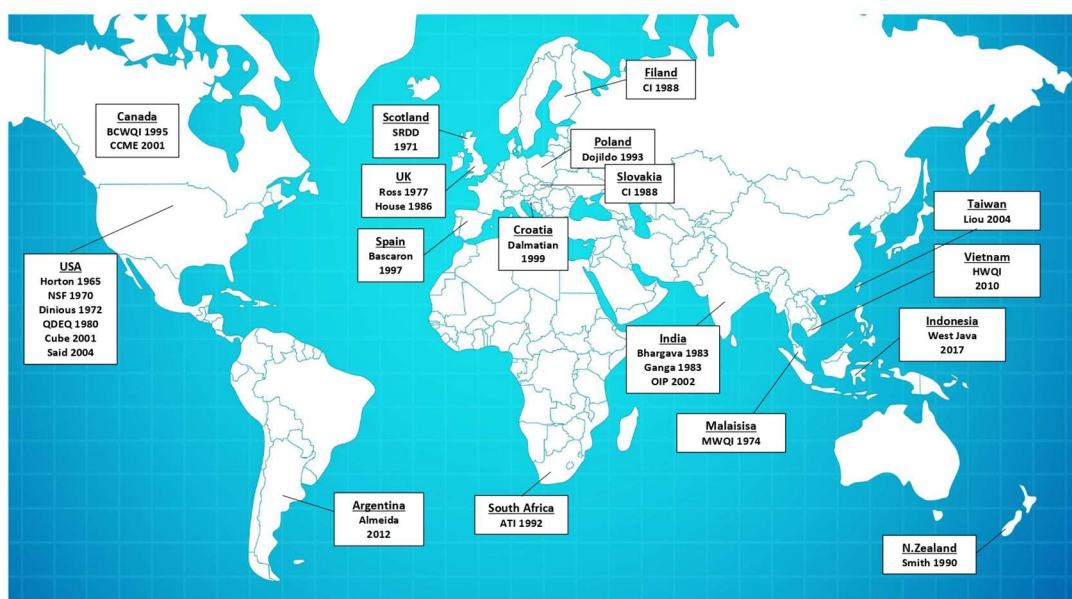 Filand
CI 1988
Canada
BCWQI 1995
CCME 2001
Scotland
SRDD
1971
Poland
Dojildo 1993
UK
Ross 1977
House 1986
Slovakia
CI 1988
Taiwan
Liou 2004
Spain
Bascaron
1997
Croatia
Dalmatian
1999
Vietnam
HWQI
2010
USA
Horton 1965
NSF 1970
Dinious 1972
QDEQ 1980
Cube 2001
Said 2004
India
Bhargava 1983
Ganga 1983
OIP 2002
Indonesia
West Java
2017
Malaisisa
MWQI 1974
Argentina
Almeida
2012
South Africa
ATI 1992
N.Zealand
Smith 1990